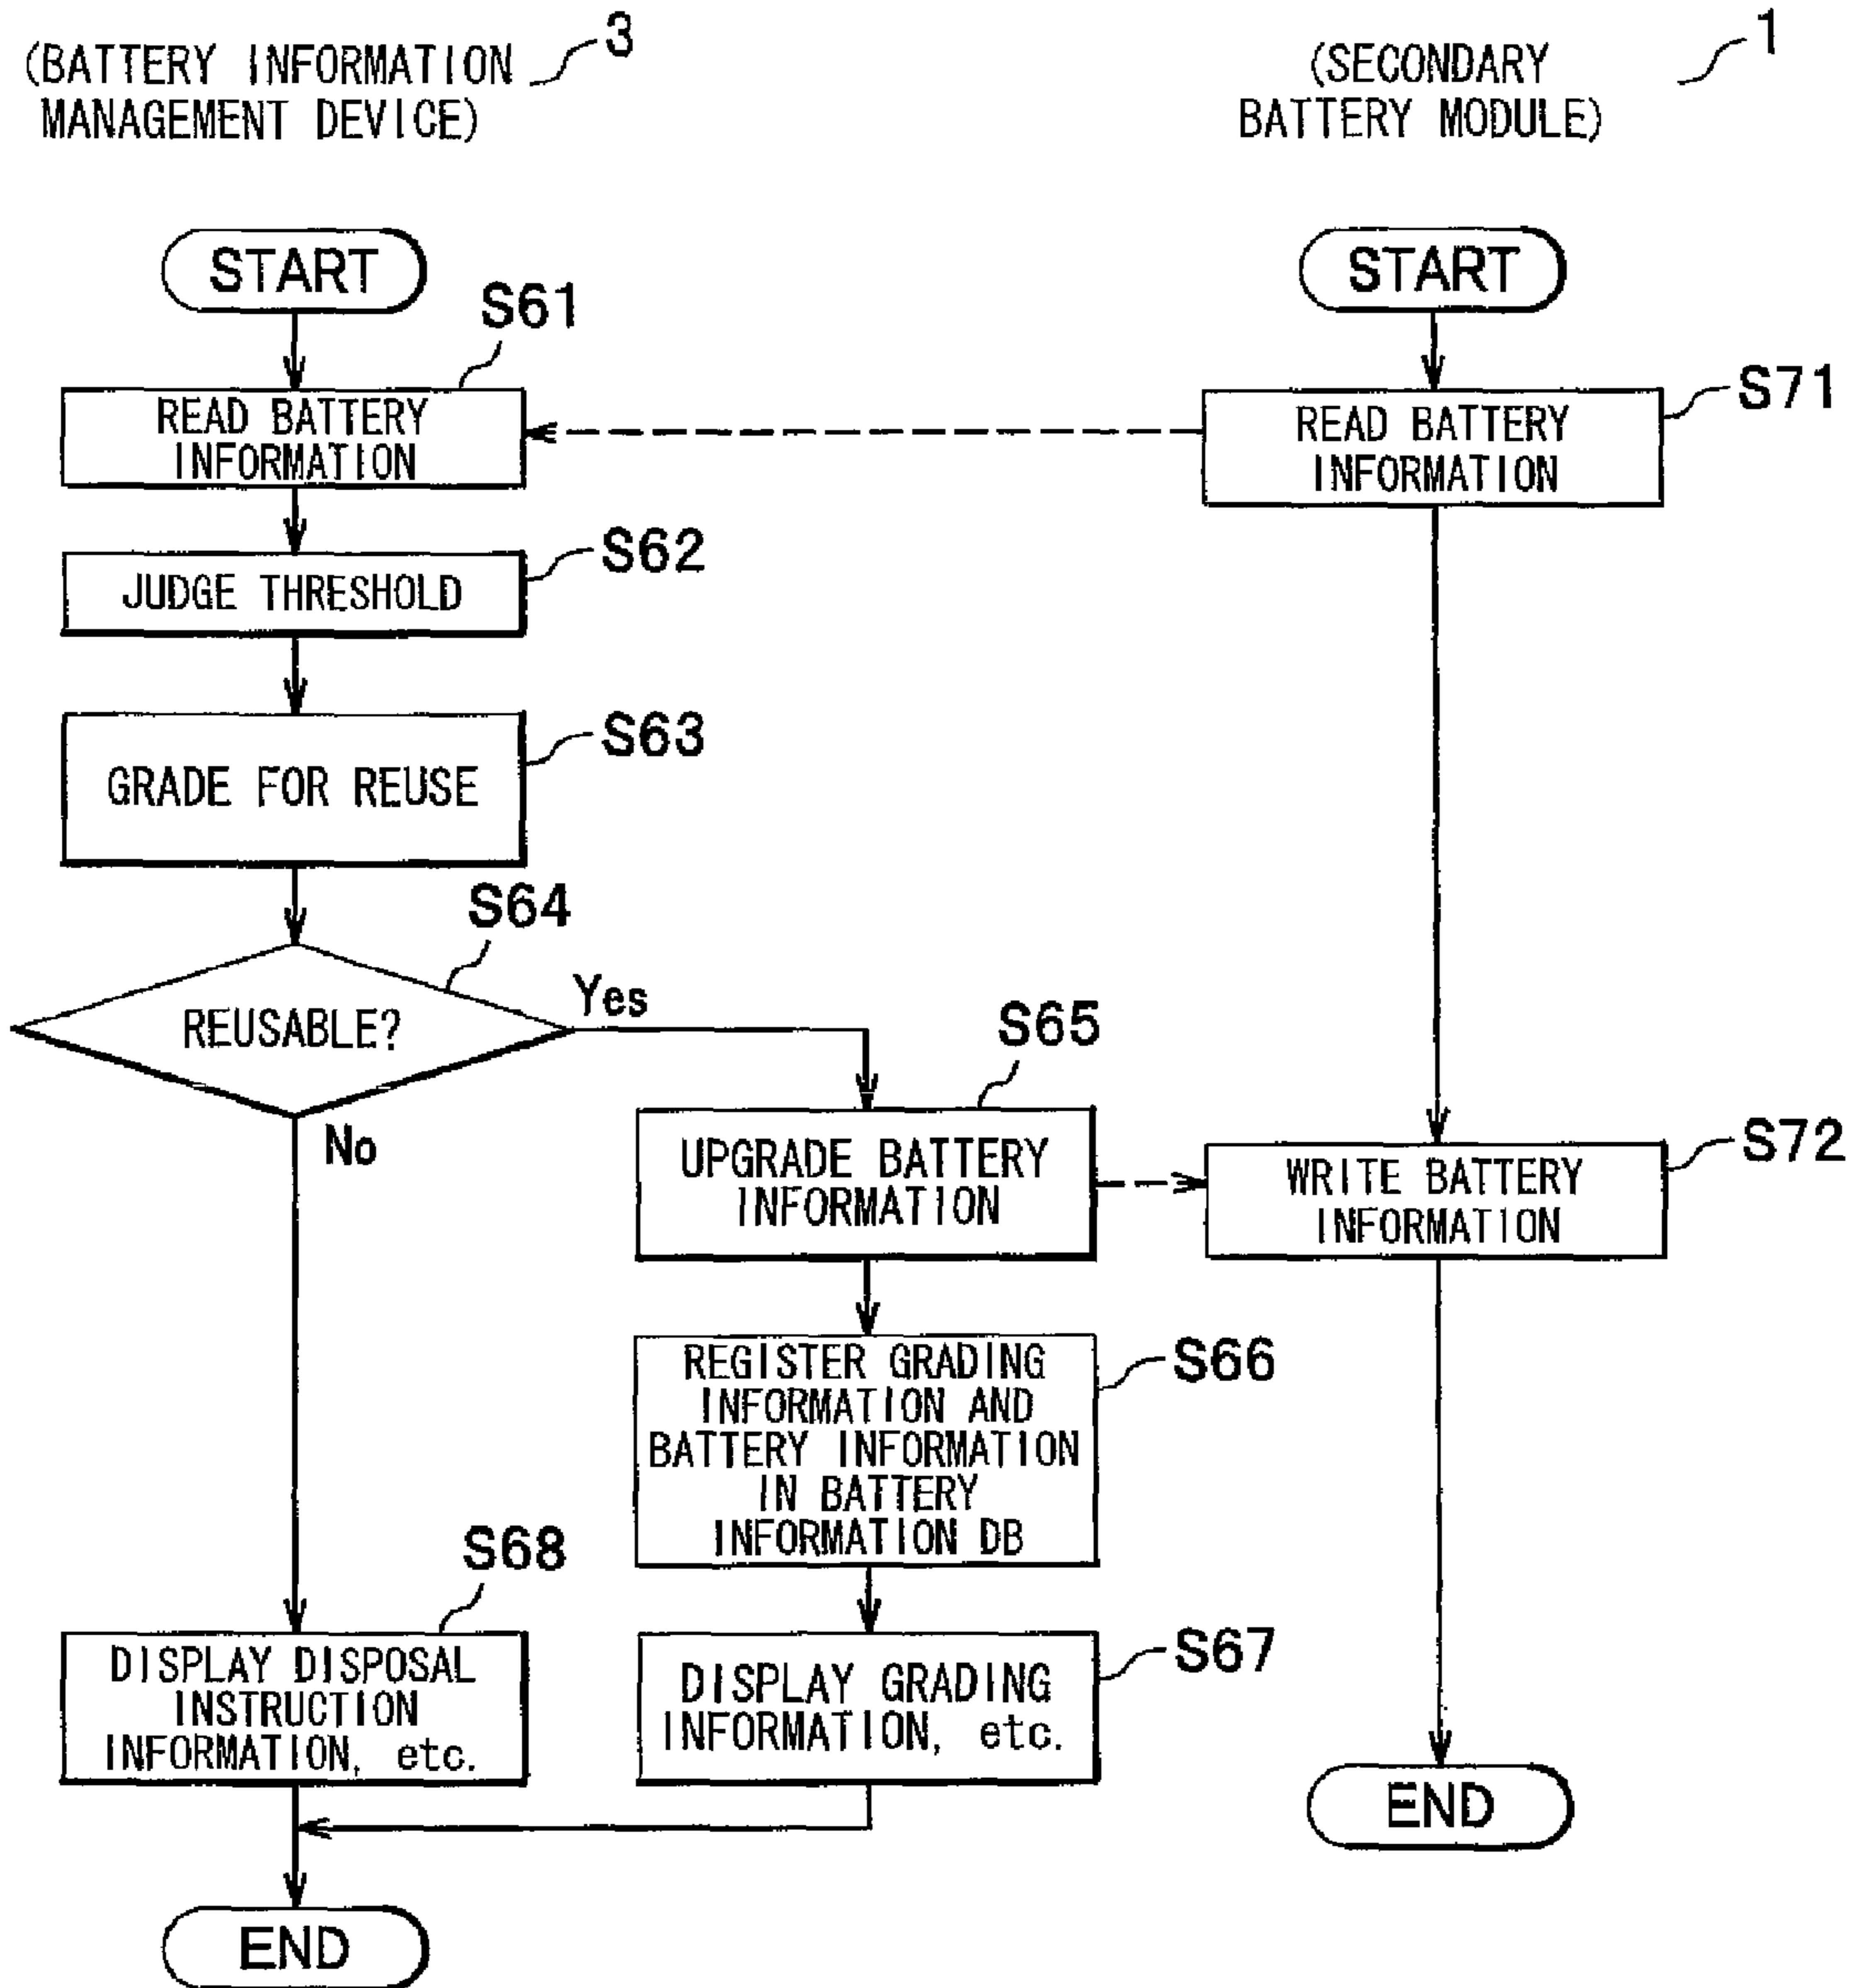 (BATTERY INFORMATION
MANAGEMENT DEVICE)
3
(SECONDARY
BATTERY MODULE)
1
START
START
S61
READ BATTERY
INFORMATION
S71
READ BATTERY
INFORMATION
S62
JUDGE THRESHOLD
S63
GRADE FOR REUSE
S64
REUSABLE?
Yes
No
S65
UPGRADE BATTERY
INFORMATION
S72
WRITE BATTERY
INFORMATION
S66
REGISTER GRADING
INFORMATION AND
BATTERY INFORMATION
IN BATTERY
INFORMATION DB
S68
DISPLAY DISPOSAL
INSTRUCTION
INFORMATION, etc.
S67
DISPLAY GRADING
INFORMATION, etc.
END
END